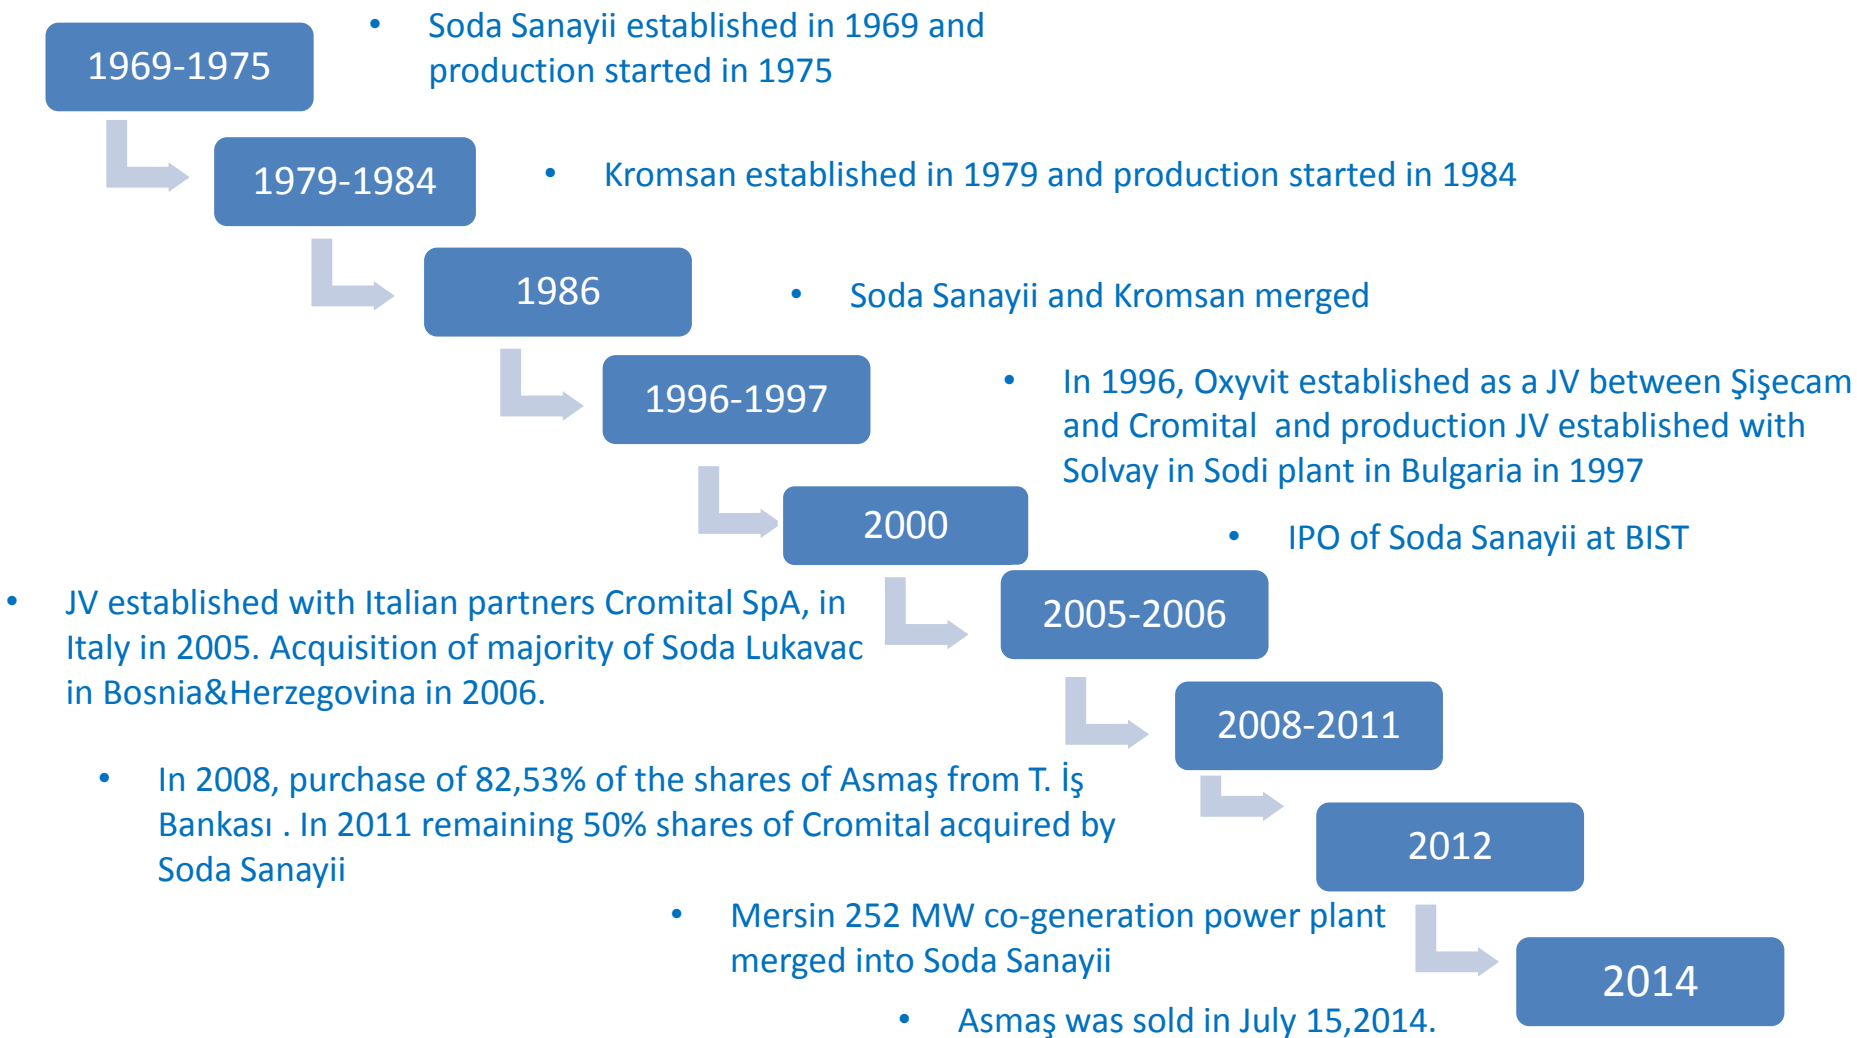 1969-1975
• Soda Sanayii established in 1969 and
production started in 1975
1979-1984
• Kromsan established in 1979 and production started in 1984
1986
• Soda Sanayii and Kromsan merged
1996-1997
• In 1996, Oxyvit established as a JV between Şişecam
and Cromital and production JV established with
Solvay in Sodi plant in Bulgaria in 1997
2000
• IPO of Soda Sanayii at BIST
2005-2006
• JV established with Italian partners Cromital SpA, in
Italy in 2005. Acquisition of majority of Soda Lukavac
in Bosnia&Herzegovina in 2006.
2008-2011
• In 2008, purchase of 82,53% of the shares of Asmaş from T. İş
Bankası . In 2011 remaining 50% shares of Cromital acquired by
Soda Sanayii
2012
• Mersin 252 MW co-generation power plant
merged into Soda Sanayii
2014
• Asmaş was sold in July 15,2014.